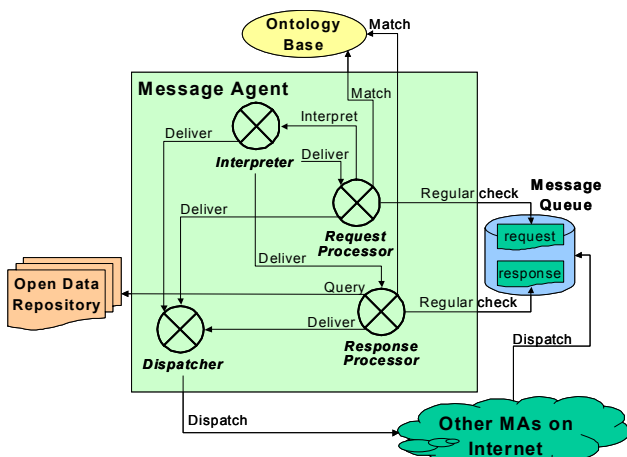 Match
Ontology
Base
Message Agent
Match
Interpret
Deliver
Interpreter
Deliver
Regular check
Message
Queue
Deliver
Request
Processor
request
Deliver
response
Open Data
Repository
Query
Regular check
Deliver
Response
Processor
Dispatcher
Dispatch
Dispatch
Other MAs on
Internet